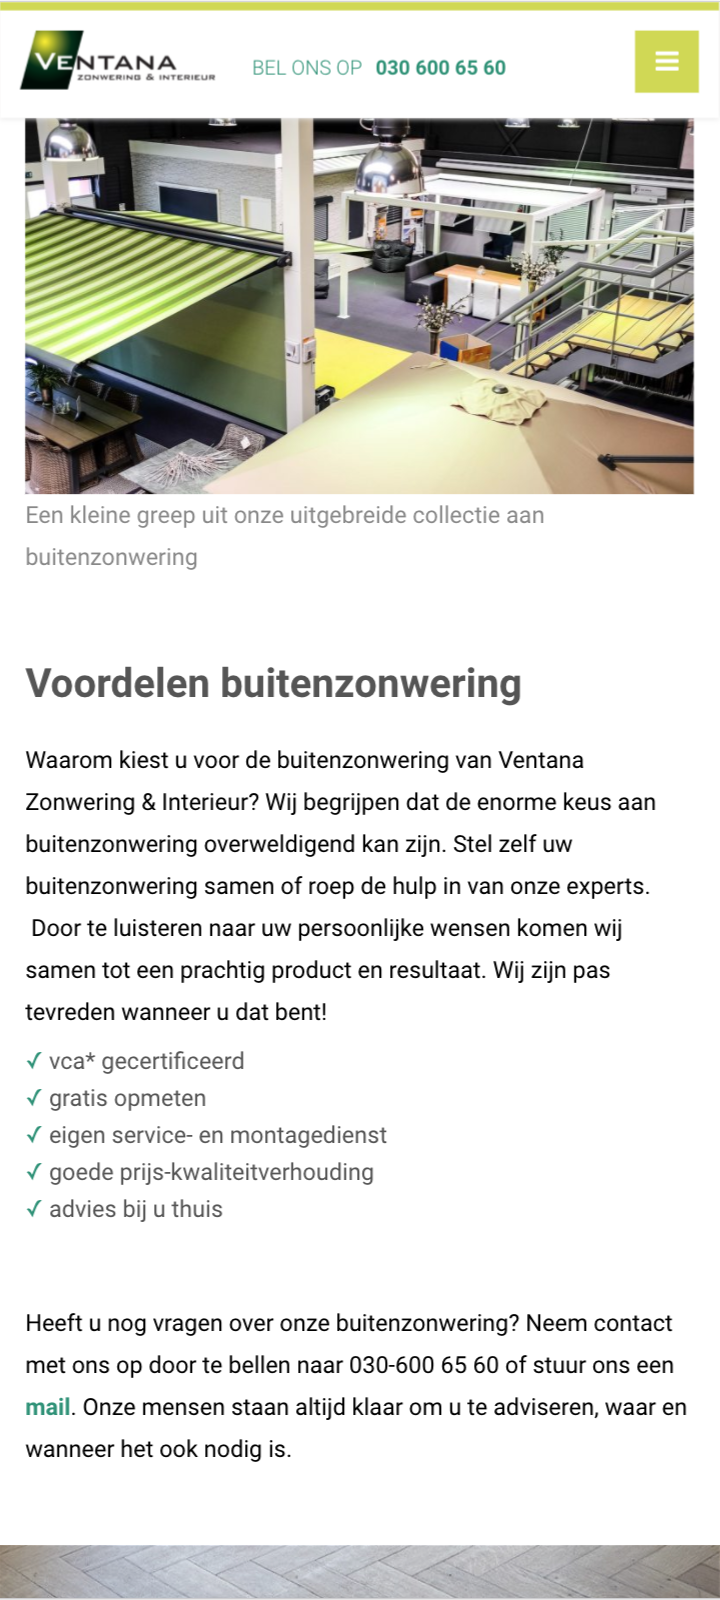 VENTANA
ZONWERING & INTERIEUR
BEL ONS OP 030 600 65 60
Een kleine greep uit onze uitgebreide collectie aan
buitenzonwering
Voordelen buitenzonwering
Waarom kiest u voor de buitenzonwering van Ventana
Zonwering & Interieur? Wij begrijpen dat de enorme keus aan
buitenzonwering overweldigend kan zijn. Stel zelf uw
buitenzonwering samen of roep de hulp in van onze experts.
Door te luisteren naar uw persoonlijke wensen komen wij
samen tot een prachtig product en resultaat. Wij zijn pas
tevreden wanneer u dat bent!
✓ vca* gecertificeerd
✓ gratis opmeten
✓ eigen service- en montagedienst
✓ goede prijs-kwaliteitverhouding
✓ advies bij u thuis
Heeft u nog vragen over onze buitenzonwering? Neem contact
met ons op door te bellen naar 030-600 65 60 of stuur ons een
mail. Onze mensen staan altijd klaar om u te adviseren, waar en
wanneer het ook nodig is.